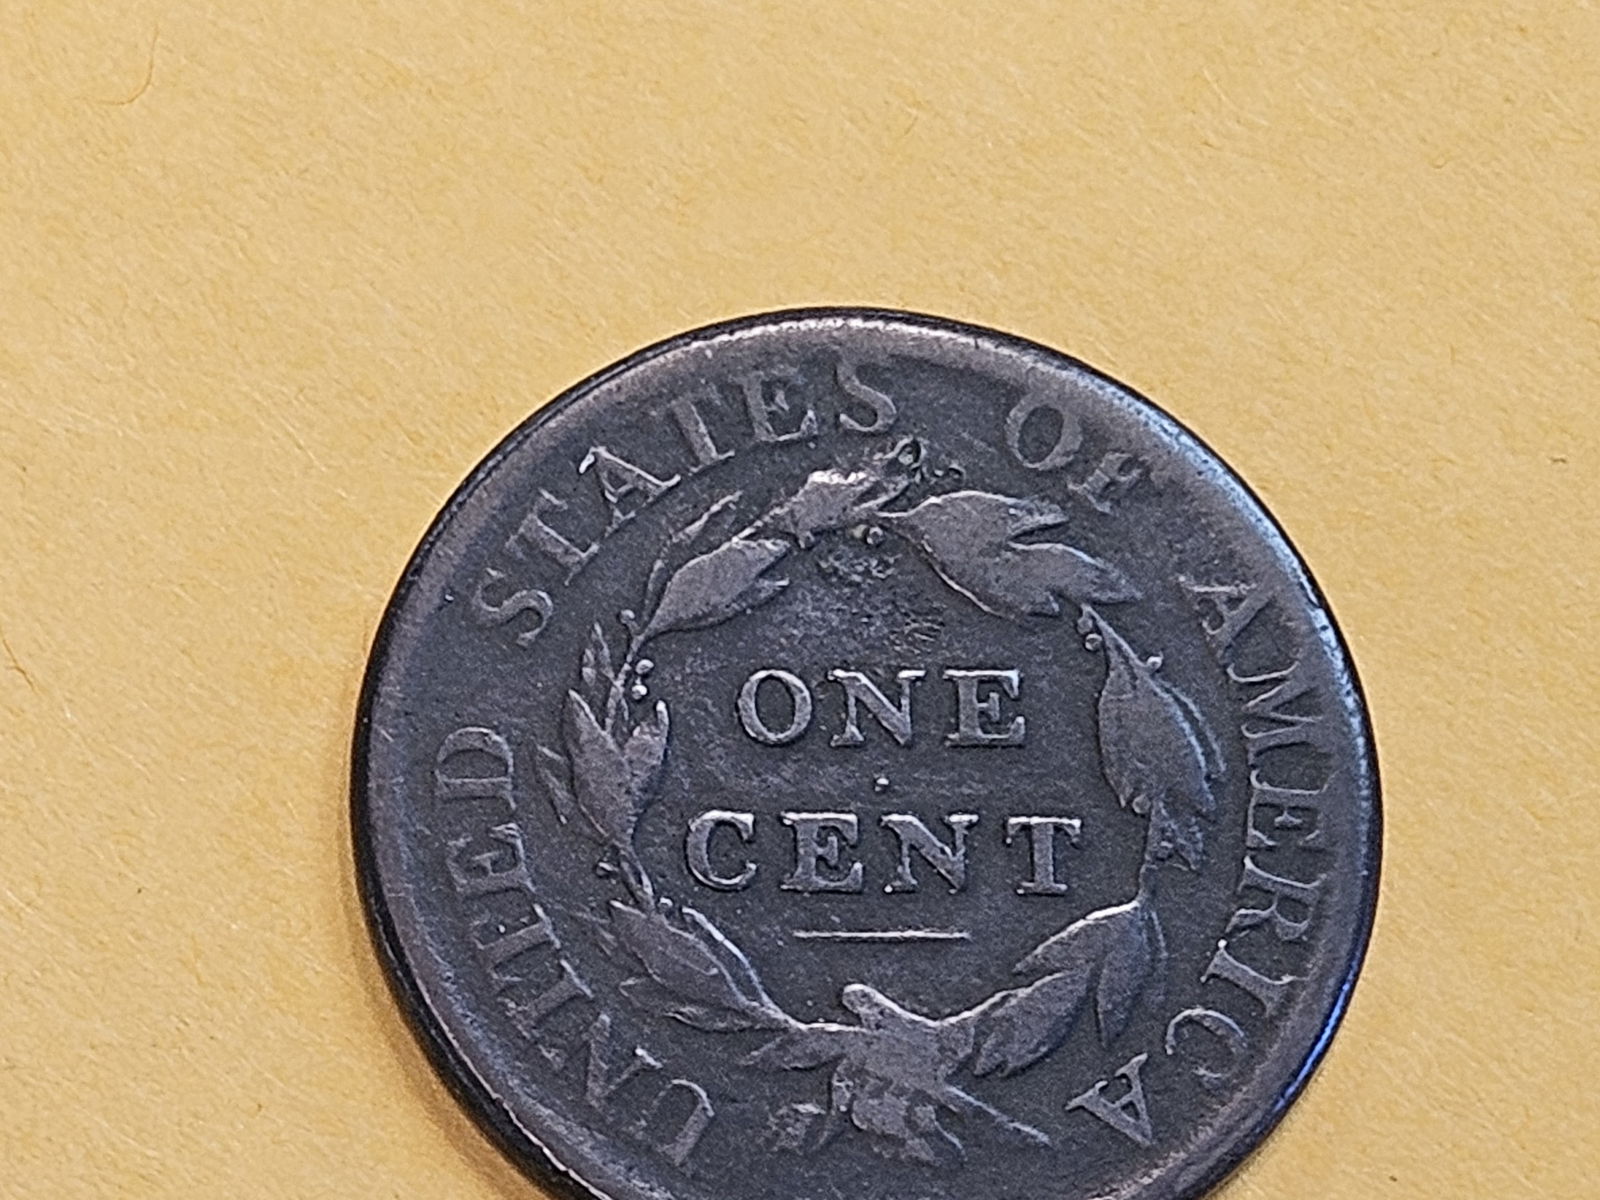 UNITED STATES OF AMERICA
ONE
CENT